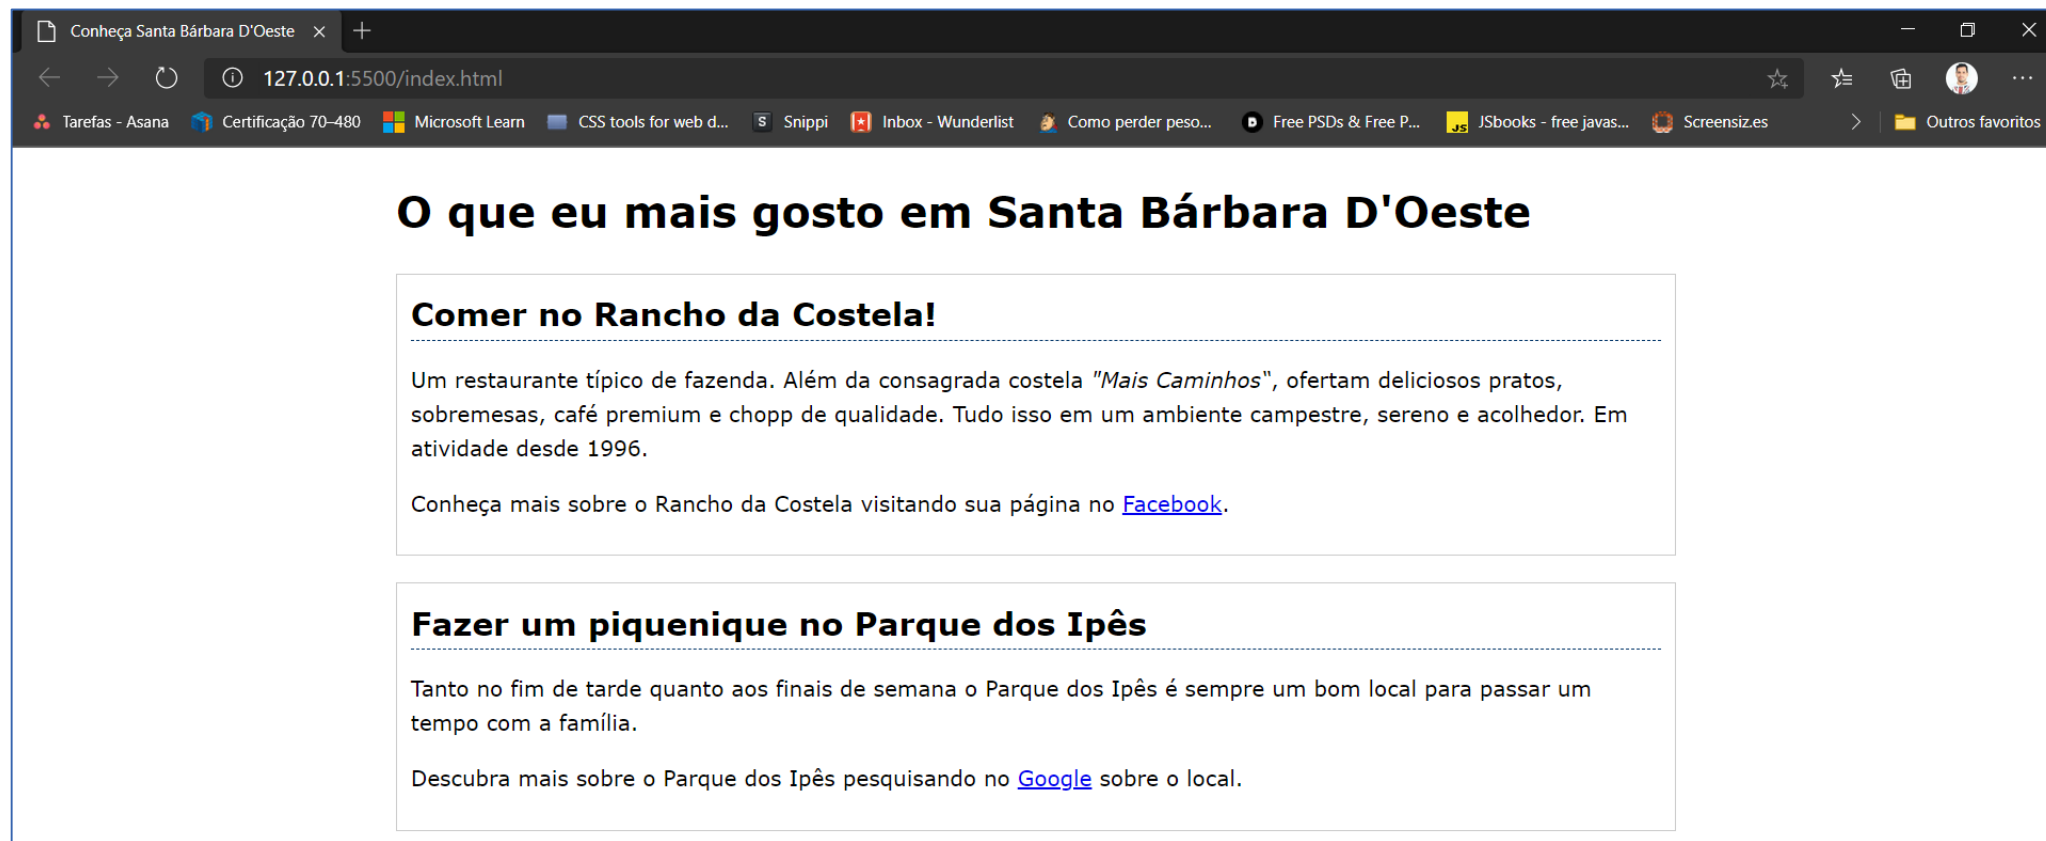 Conheça Santa Bárbara D'Oeste
127.0.0.1:5500/index.html
Tarefas - Asana Certificação 70–480 Microsoft Learn CSS tools for web d... S Snippi Inbox - Wunderlist Como perder peso... Free PSDs & Free P... JS JSbooks - free javas... Screensiz.es Outros favoritos
O que eu mais gosto em Santa Bárbara D'Oeste
Comer no Rancho da Costela!
Um restaurante típico de fazenda. Além da consagrada costela "Mais Caminhos“, ofertam deliciosos pratos,
sobremesas, café premium e chopp de qualidade. Tudo isso em um ambiente campestre, sereno e acolhedor. Em
atividade desde 1996.
Conheça mais sobre o Rancho da Costela visitando sua página no Facebook.
Fazer um piquenique no Parque dos Ipês
Tanto no fim de tarde quanto aos finais de semana o Parque dos Ipês é sempre um bom local para passar um
tempo com a família.
Descubra mais sobre o Parque dos Ipês pesquisando no Google sobre o local.